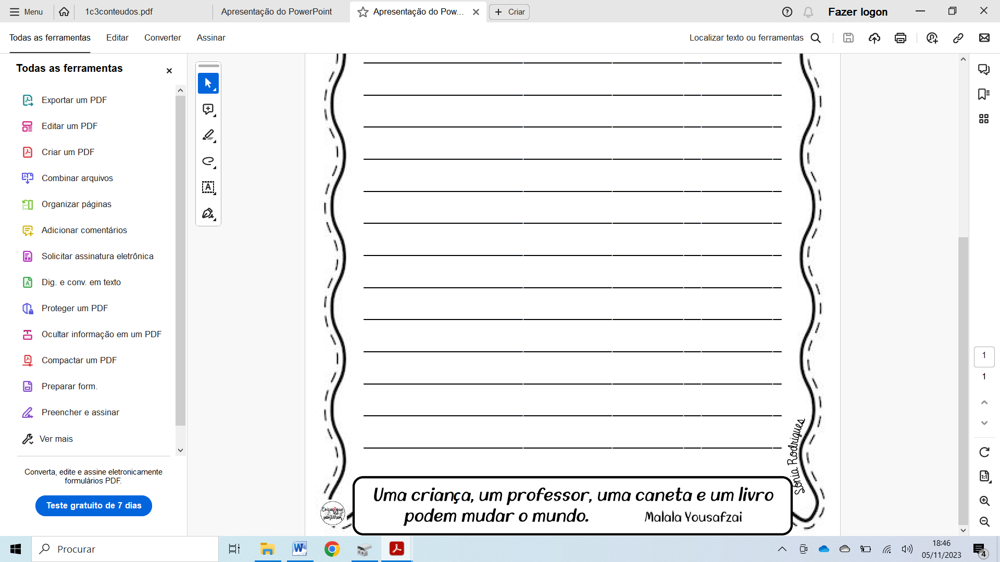 Menu
1c3conteudos.pdf
Apresentação do PowerPoint
Apresentação do Pow...
Criar
Fazer logon
Todas as ferramentas
Editar
Converter
Assinar
Localizar texto ou ferramentas
Todas as ferramentas
Exportar um PDF
Editar um PDF
Criar um PDF
Combinar arquivos
Organizar páginas
Adicionar comentários
Solicitar assinatura eletrônica
Dig. e conv. em texto
Proteger um PDF
Ocultar informação em um PDF
Compactar um PDF
Preparar form.
Preencher e assinar
Ver mais
Converta, edite e assine eletronicamente
formulários PDF.
Teste gratuito de 7 dias
Sónia Rodrigues
Coisas que
partilhar
Uma criança, um professor, uma caneta e um livro
podem mudar o mundo.
Malala Yousafzai
1
1
Procurar
18:46
05/11/2023
4